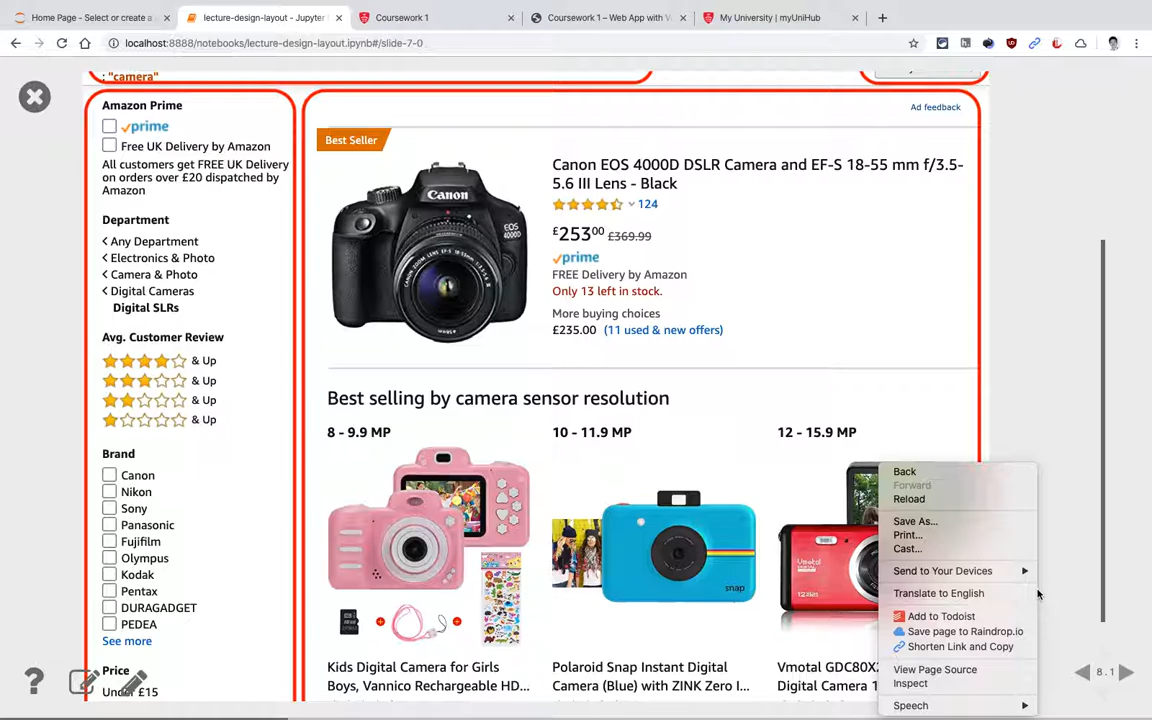 Home Page - Select or create a
lecture-design-layout - Jupyter
Coursework 1
Coursework 1 – Web App with V
My University | myUniHub
localhost:8888/notebooks/lecture-design-layout.ipynb#/slide-7-0
: "camera"
Amazon Prime
prime
Free UK Delivery by Amazon
All customers get FREE UK Delivery
on orders over £20 dispatched by
Amazon
Department
Any Department
Electronics & Photo
Camera & Photo
Digital Cameras
Digital SLRs
Avg. Customer Review
& Up
& Up
& Up
& Up
Brand
Canon
Nikon
Sony
Panasonic
Fujifilm
Olympus
Kodak
Pentax
DURAGADGET
PEDEA
See more
Price
Under £15
Ad feedback
Best Seller
Canon
EOS
4000D
Canon EOS 4000D DSLR Camera and EF-S 18-55 mm f/3.5-
5.6 III Lens - Black
124
£253.00 £369.99
prime
FREE Delivery by Amazon
Only 13 left in stock.
More buying choices
£235.00 (11 used & new offers)
Best selling by camera sensor resolution
8 - 9.9 MP
10 - 11.9 MP
12 - 15.9 MP
snap
Vmotal
Kids Digital Camera for Girls
Boys, Vannico Rechargeable HD...
Polaroid Snap Instant Digital
Camera (Blue) with ZINK Zero I...
Vmotal GDC80X2
Digital Camera 1
Back
Forward
Reload
Save As...
Print...
Cast...
Send to Your Devices
Translate to English
Add to Todoist
Save page to Raindrop.io
Shorten Link and Copy
View Page Source
Inspect
Speech
8.1